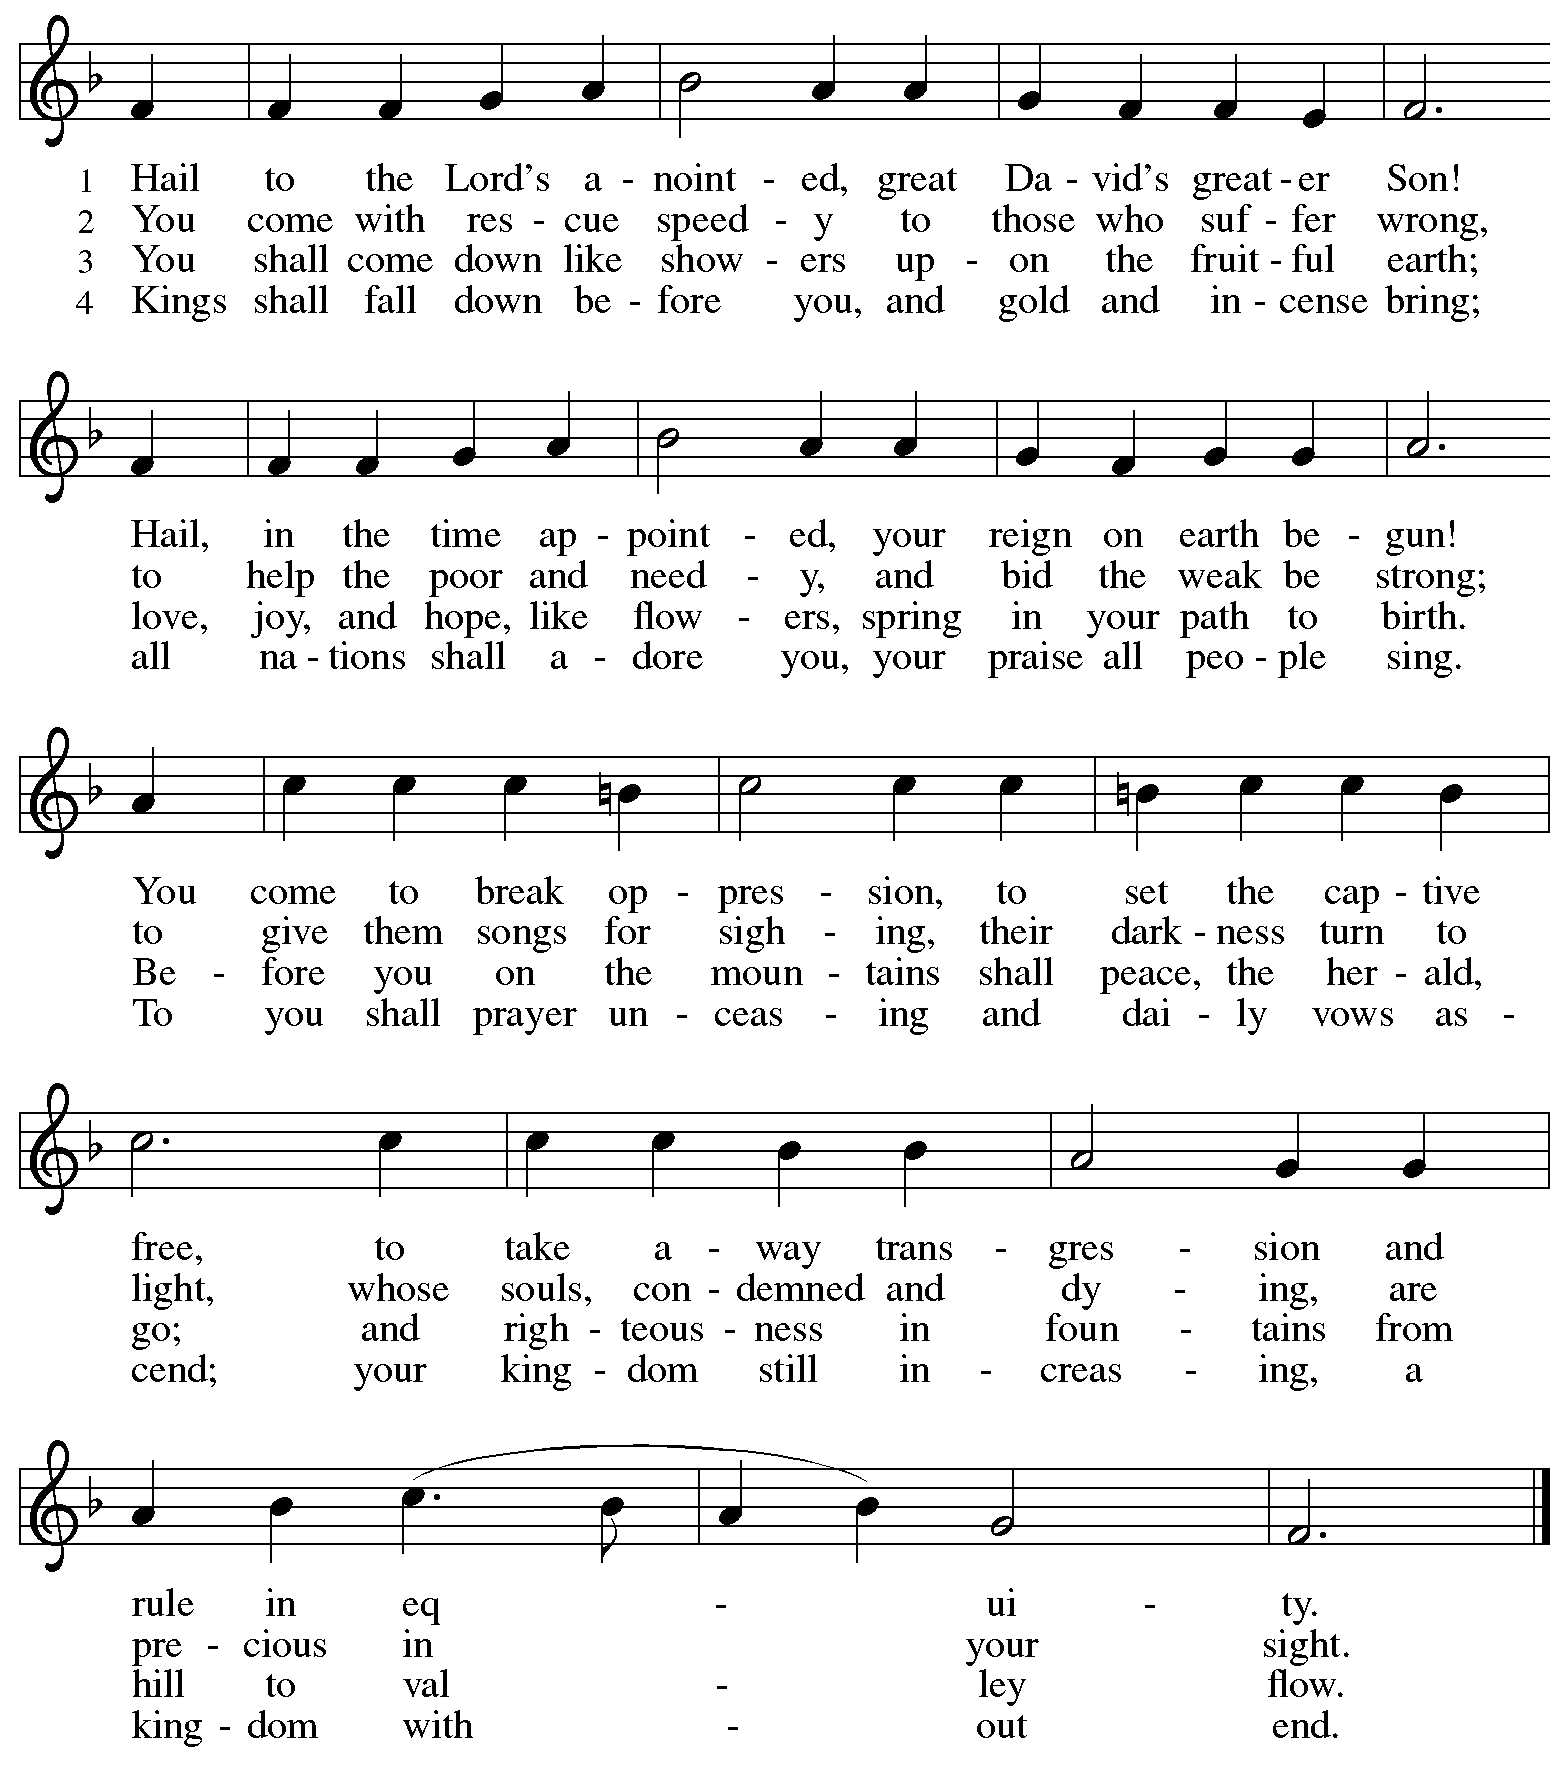 1 Hail to the Lord's a - noint - ed, great Da - vid's great - er Son!
2 You come with res - cue speed - y to those who suf - fer wrong,
3 You shall come down like show - ers up - on the fruit - ful earth;
4 Kings shall fall down be - fore you, and gold and in - cense bring;
Hail, in the time ap - point - ed, your reign on earth be - gun!
to help the poor and need - y, and bid the weak be strong;
love, joy, and hope, like flow - ers, spring in your path to birth.
all na - tions shall a - dore you, your praise all peo - ple sing.
You come to break op - pres - sion, to set the cap - tive
to give them songs for sigh - ing, their dark - ness turn to
Be - fore you on the moun - tains shall peace, the her - ald,
To you shall prayer un - ceas - ing and dai - ly vows as -
free, to take a - way trans - gres - sion and
light, whose souls, con - demned and dy - ing, are
go; and righ - teous - ness in foun - tains from
cend; your king - dom still in - creas - ing, a
rule in eq - ui - ty.
pre - cious in your sight.
hill to val - ley flow.
king - dom with - out end.